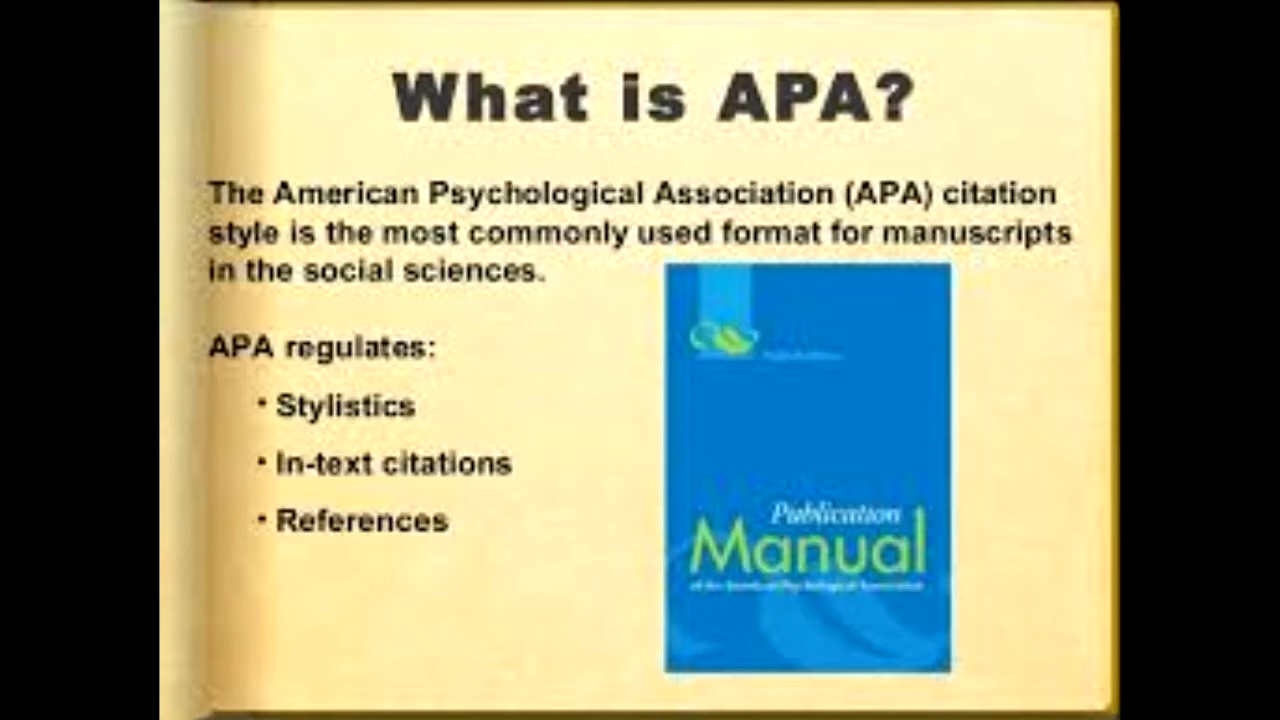 What is APA?
The American Psychological Association (APA) citation
style is the most commonly used format for manuscripts
in the social sciences.
APA regulates:
• Stylistics
• In-text citations
• References
Publication
Manual